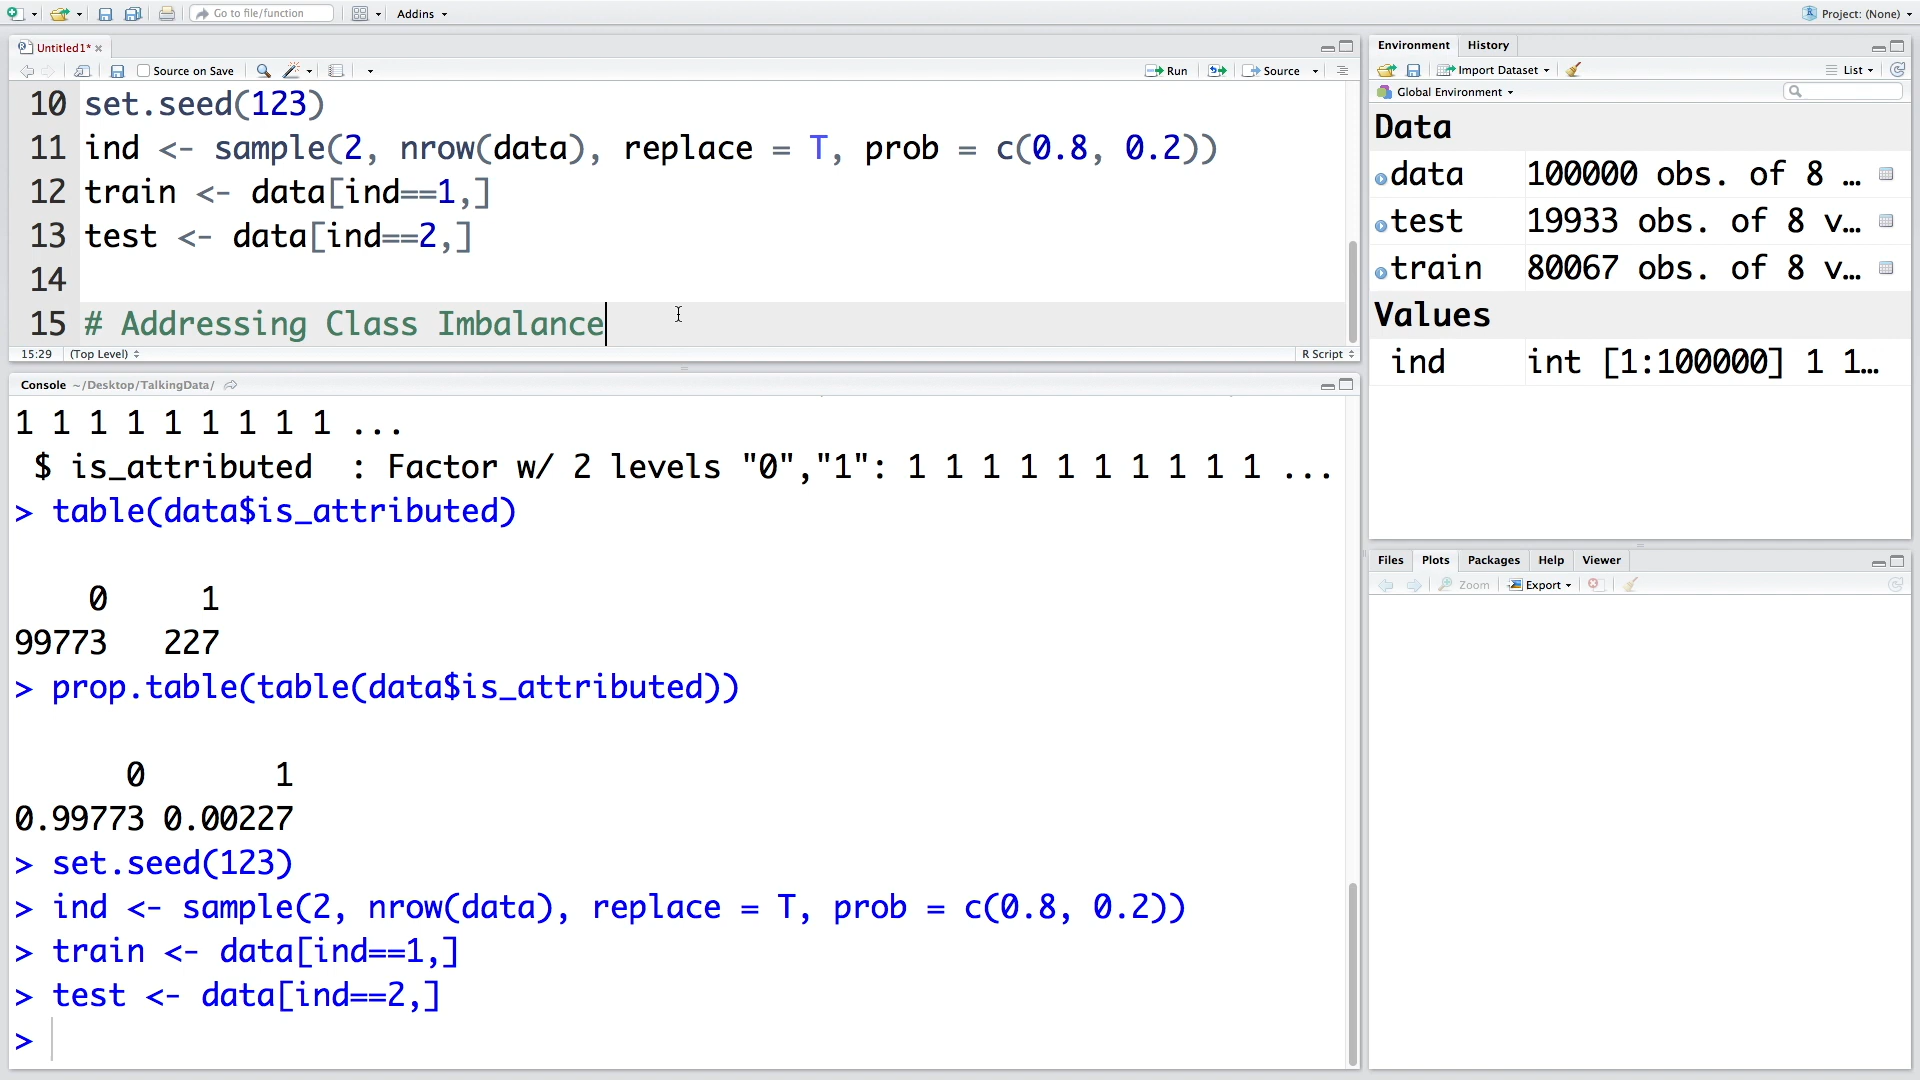 Go to file/function
Addins
Project: (None)
Untitled1*
Source on Save
Run
Source
10 set.seed(123)
11 ind <- sample(2, nrow(data), replace = T, prob = c(0.8, 0.2))
12 train <- data[ind==1,]
13 test <- data[ind==2,]
14
15 # Addressing Class Imbalance
15:29 (Top Level)
R Script
Console ~/Desktop/TalkingData/
1 1 1 1 1 1 1 1 1 ...
$ is_attributed : Factor w/ 2 levels "0","1": 1 1 1 1 1 1 1 1 1 1 ...
> table(data$is_attributed)
0 1
99773 227
> prop.table(table(data$is_attributed))
0 1
0.99773 0.00227
> set.seed(123)
> ind <- sample(2, nrow(data), replace = T, prob = c(0.8, 0.2))
> train <- data[ind==1,]
> test <- data[ind==2,]
>
Environment History
Import Dataset
List
Global Environment
Data
data 100000 obs. of 8 ...
test 19933 obs. of 8 v...
train 80067 obs. of 8 v...
Values
ind int [1:100000] 1 1...
Files Plots Packages Help Viewer
Zoom Export